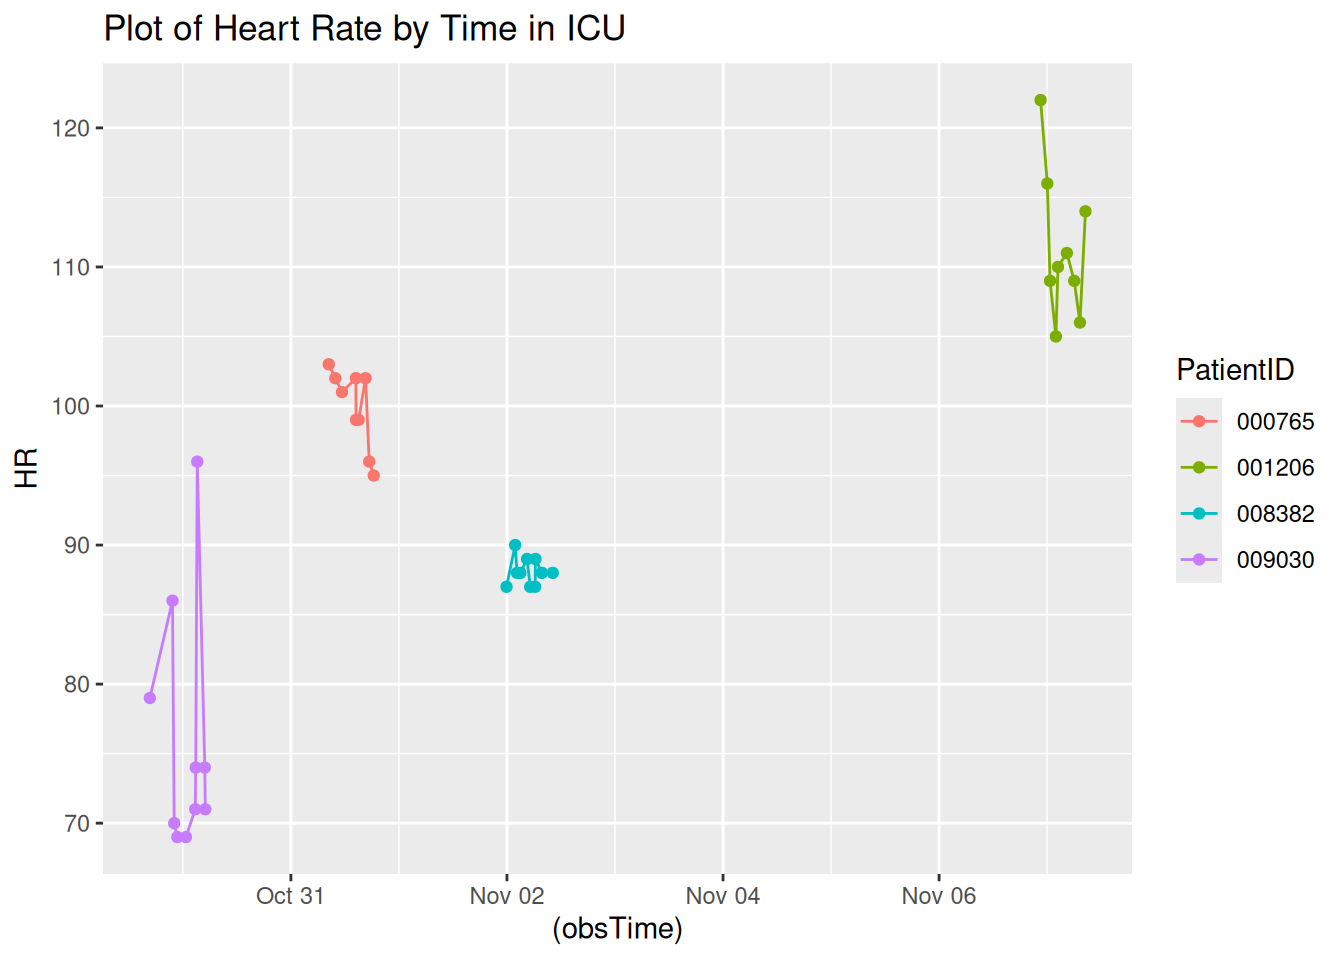 Plot of Heart Rate by Time in ICU
120
110
100
90
80
70
HR
Oct 31
Nov 02
Nov 04
Nov 06
(obsTime)
PatientID
000765
001206
008382
009030